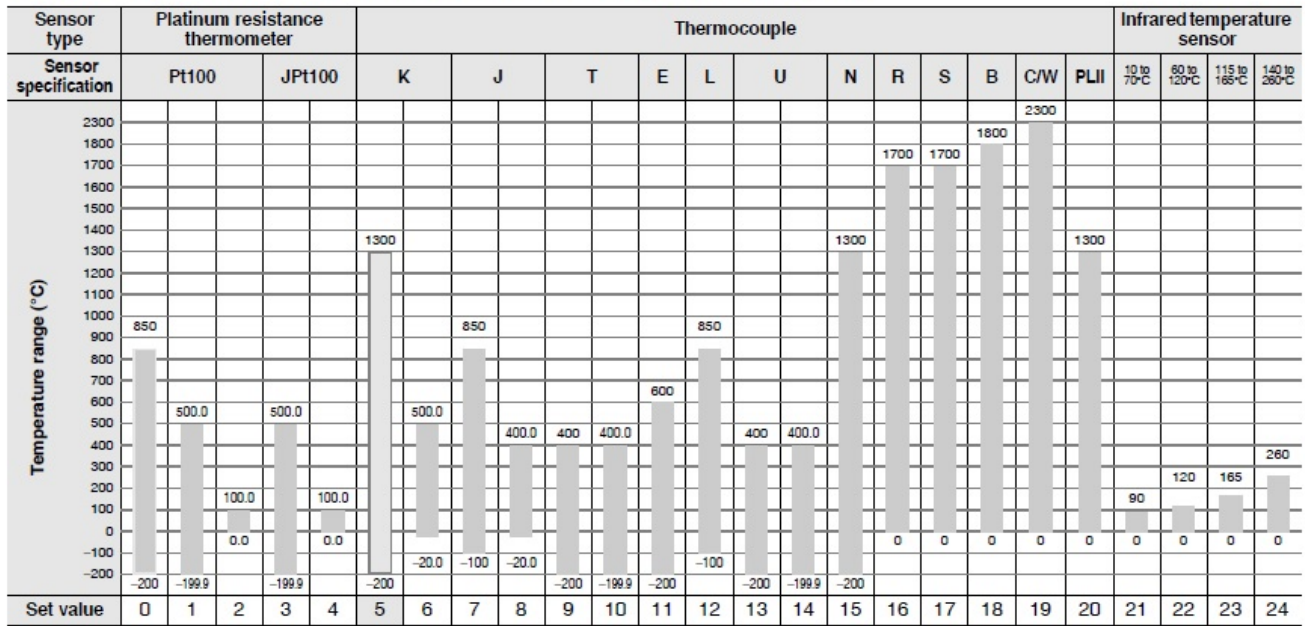 Sensor type Platinum resistance thermometer Thermocouple Infrared temperature sensor
Sensor specification Pt100 JPt100 K J T E L U N R S B C/W PLII 10 to 70°C 60 to 120°C 115 to 165°C 140 to 260°C
Temperature range (°C)
2300
2300
1800
1800
1700 1700
1700
1600
1500
1400
1300 1300 1300
1300
1200
1100
1000
850 850 850
900
800
700
600
600
500.0 500.0 500.0
500
400.0 400 400.0 400 400.0
400
300
260
200
120 165
100.0 100.0 90
100
0
0.0 0.0 0 0 0 0 0 0 0 0 0
–100
–20.0 –100 –20.0 –100
–200
–200 –199.9 –199.9 –200 –200 –199.9 –200 –200 –199.9 –200
Set value 0 1 2 3 4 5 6 7 8 9 10 11 12 13 14 15 16 17 18 19 20 21 22 23 24